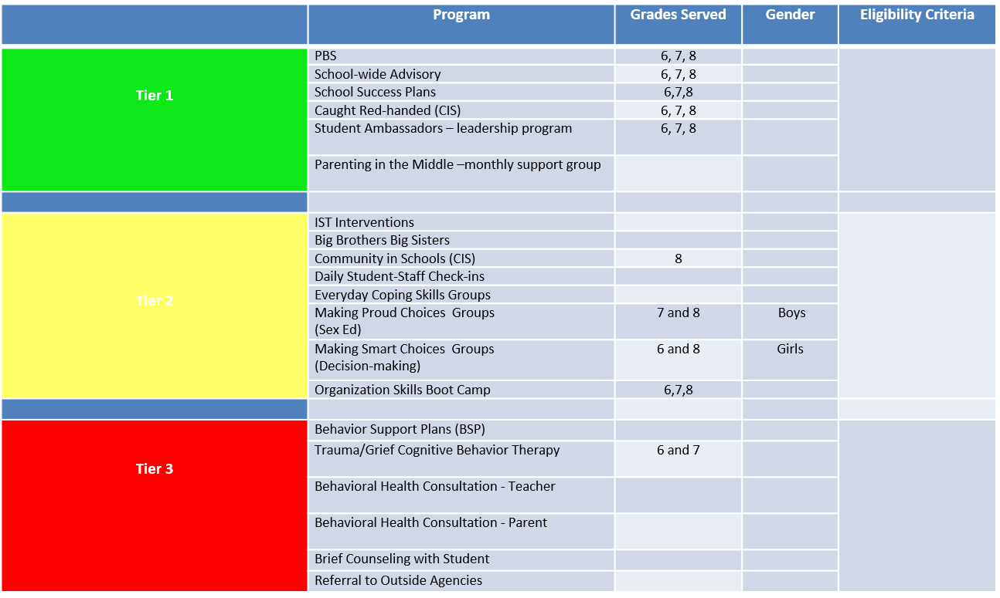 Program Grades Served Gender Eligibility Criteria
Tier 1
PBS 6, 7, 8
School-wide Advisory 6, 7, 8
School Success Plans 6,7,8
Caught Red-handed (CIS) 6, 7, 8
Student Ambassadors – leadership program 6, 7, 8
Parenting in the Middle –monthly support group
Tier 2
IST Interventions
Big Brothers Big Sisters
Community in Schools (CIS) 8
Daily Student-Staff Check-ins
Everyday Coping Skills Groups
Making Proud Choices  Groups 7 and 8 Boys
(Sex Ed)
Making Smart Choices  Groups 6 and 8 Girls
(Decision-making)
Organization Skills Boot Camp 6,7,8
Tier 3
Behavior Support Plans (BSP)
Trauma/Grief Cognitive Behavior Therapy 6 and 7
Behavioral Health Consultation - Teacher
Behavioral Health Consultation - Parent
Brief Counseling with Student
Referral to Outside Agencies